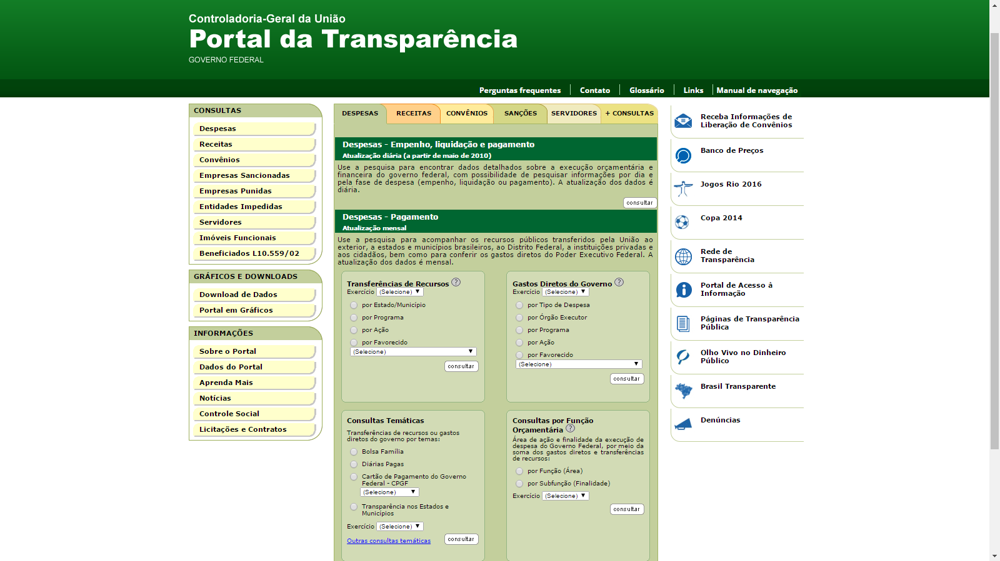 Controladoria-Geral da União
Portal da Transparência
GOVERNO FEDERAL
Perguntas frequentes
Contato
Glossário
Links
Manual de navegação
CONSULTAS
Despesas
Receitas
Convênios
Empresas Sancionadas
Empresas Punidas
Entidades Impedidas
Servidores
Imóveis Funcionais
Beneficiados L10.559/02
GRÁFICOS E DOWNLOADS
Download de Dados
Portal em Gráficos
INFORMAÇÕES
Sobre o Portal
Dados do Portal
Aprenda Mais
Notícias
Controle Social
Licitações e Contratos
DESPESAS
RECEITAS
CONVÊNIOS
SANÇÕES
SERVIDORES
+ CONSULTAS
Despesas - Empenho, liquidação e pagamento
Atualização diária (a partir de maio de 2010)
Use a pesquisa para encontrar dados detalhados sobre a execução orçamentária e
financeira do governo federal, com possibilidade de pesquisar informações por dia e
pela fase de despesa (empenho, liquidação ou pagamento). A atualização dos dados é
diária.
consultar
Despesas - Pagamento
Atualização mensal
Use a pesquisa para acompanhar os recursos públicos transferidos pela União ao
exterior, a estados e municípios brasileiros, ao Distrito Federal, a instituições privadas e
aos cidadãos, bem como para conferir os gastos diretos do Poder Executivo Federal. A
atualização dos dados é mensal.
Transferências de Recursos ?
Exercício (Selecione)
por Estado/Município
por Programa
por Ação
por Favorecido
(Selecione)
consultar
Gastos Diretos do Governo ?
Exercício (Selecione)
por Tipo de Despesa
por Órgão Executor
por Programa
por Ação
por Favorecido
(Selecione)
consultar
Consultas Temáticas
Transferências de recursos ou gastos
diretos do governo por temas:
Bolsa Família
Diárias Pagas
Cartão de Pagamento do Governo
Federal - CPGF
(Selecione)
Transparência nos Estados e
Municípios
Exercício (Selecione)
Outras consultas temáticas
consultar
Consultas por Função
Orçamentária ?
Área de ação e finalidade da execução de
despesa do Governo Federal, por meio da
soma dos gastos diretos e transferências
de recursos:
por Função (Área)
por Subfunção (Finalidade)
Exercício (Selecione)
consultar
Receba Informações de
Liberação de Convênios
Banco de Preços
Jogos Rio 2016
Copa 2014
Rede de
Transparência
Portal de Acesso à
Informação
Páginas de Transparência
Pública
Olho Vivo no Dinheiro
Público
Brasil Transparente
Denúncias